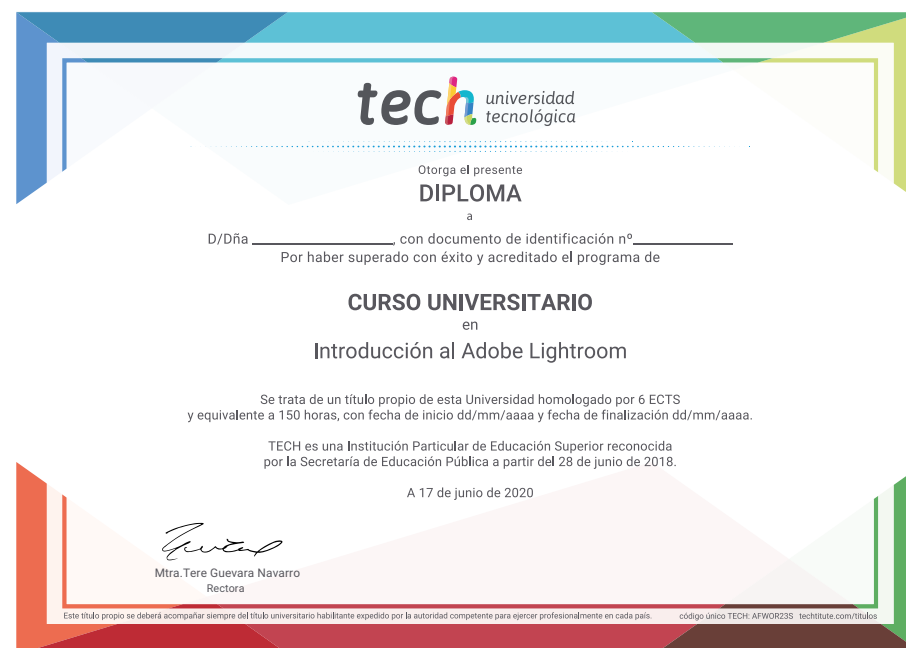 tech universidad
tecnológica
Otorga el presente
DIPLOMA
a
D/Dña ____________________, con documento de identificación nº______________
Por haber superado con éxito y acreditado el programa de
CURSO UNIVERSITARIO
en
Introducción al Adobe Lightroom
Se trata de un título propio de esta Universidad homologado por 6 ECTS
y equivalente a 150 horas, con fecha de inicio dd/mm/aaaa y fecha de finalización dd/mm/aaaa.
TECH es una Institución Particular de Educación Superior reconocida
por la Secretaría de Educación Pública a partir del 28 de junio de 2018.
A 17 de junio de 2020
Mtra.Tere Guevara Navarro
Rectora
Este título propio se deberá acompañar siempre del título universitario habilitante expedido por la autoridad competente para ejercer profesionalmente en cada país. código único TECH: AFWOR23S techtitute.com/titulos